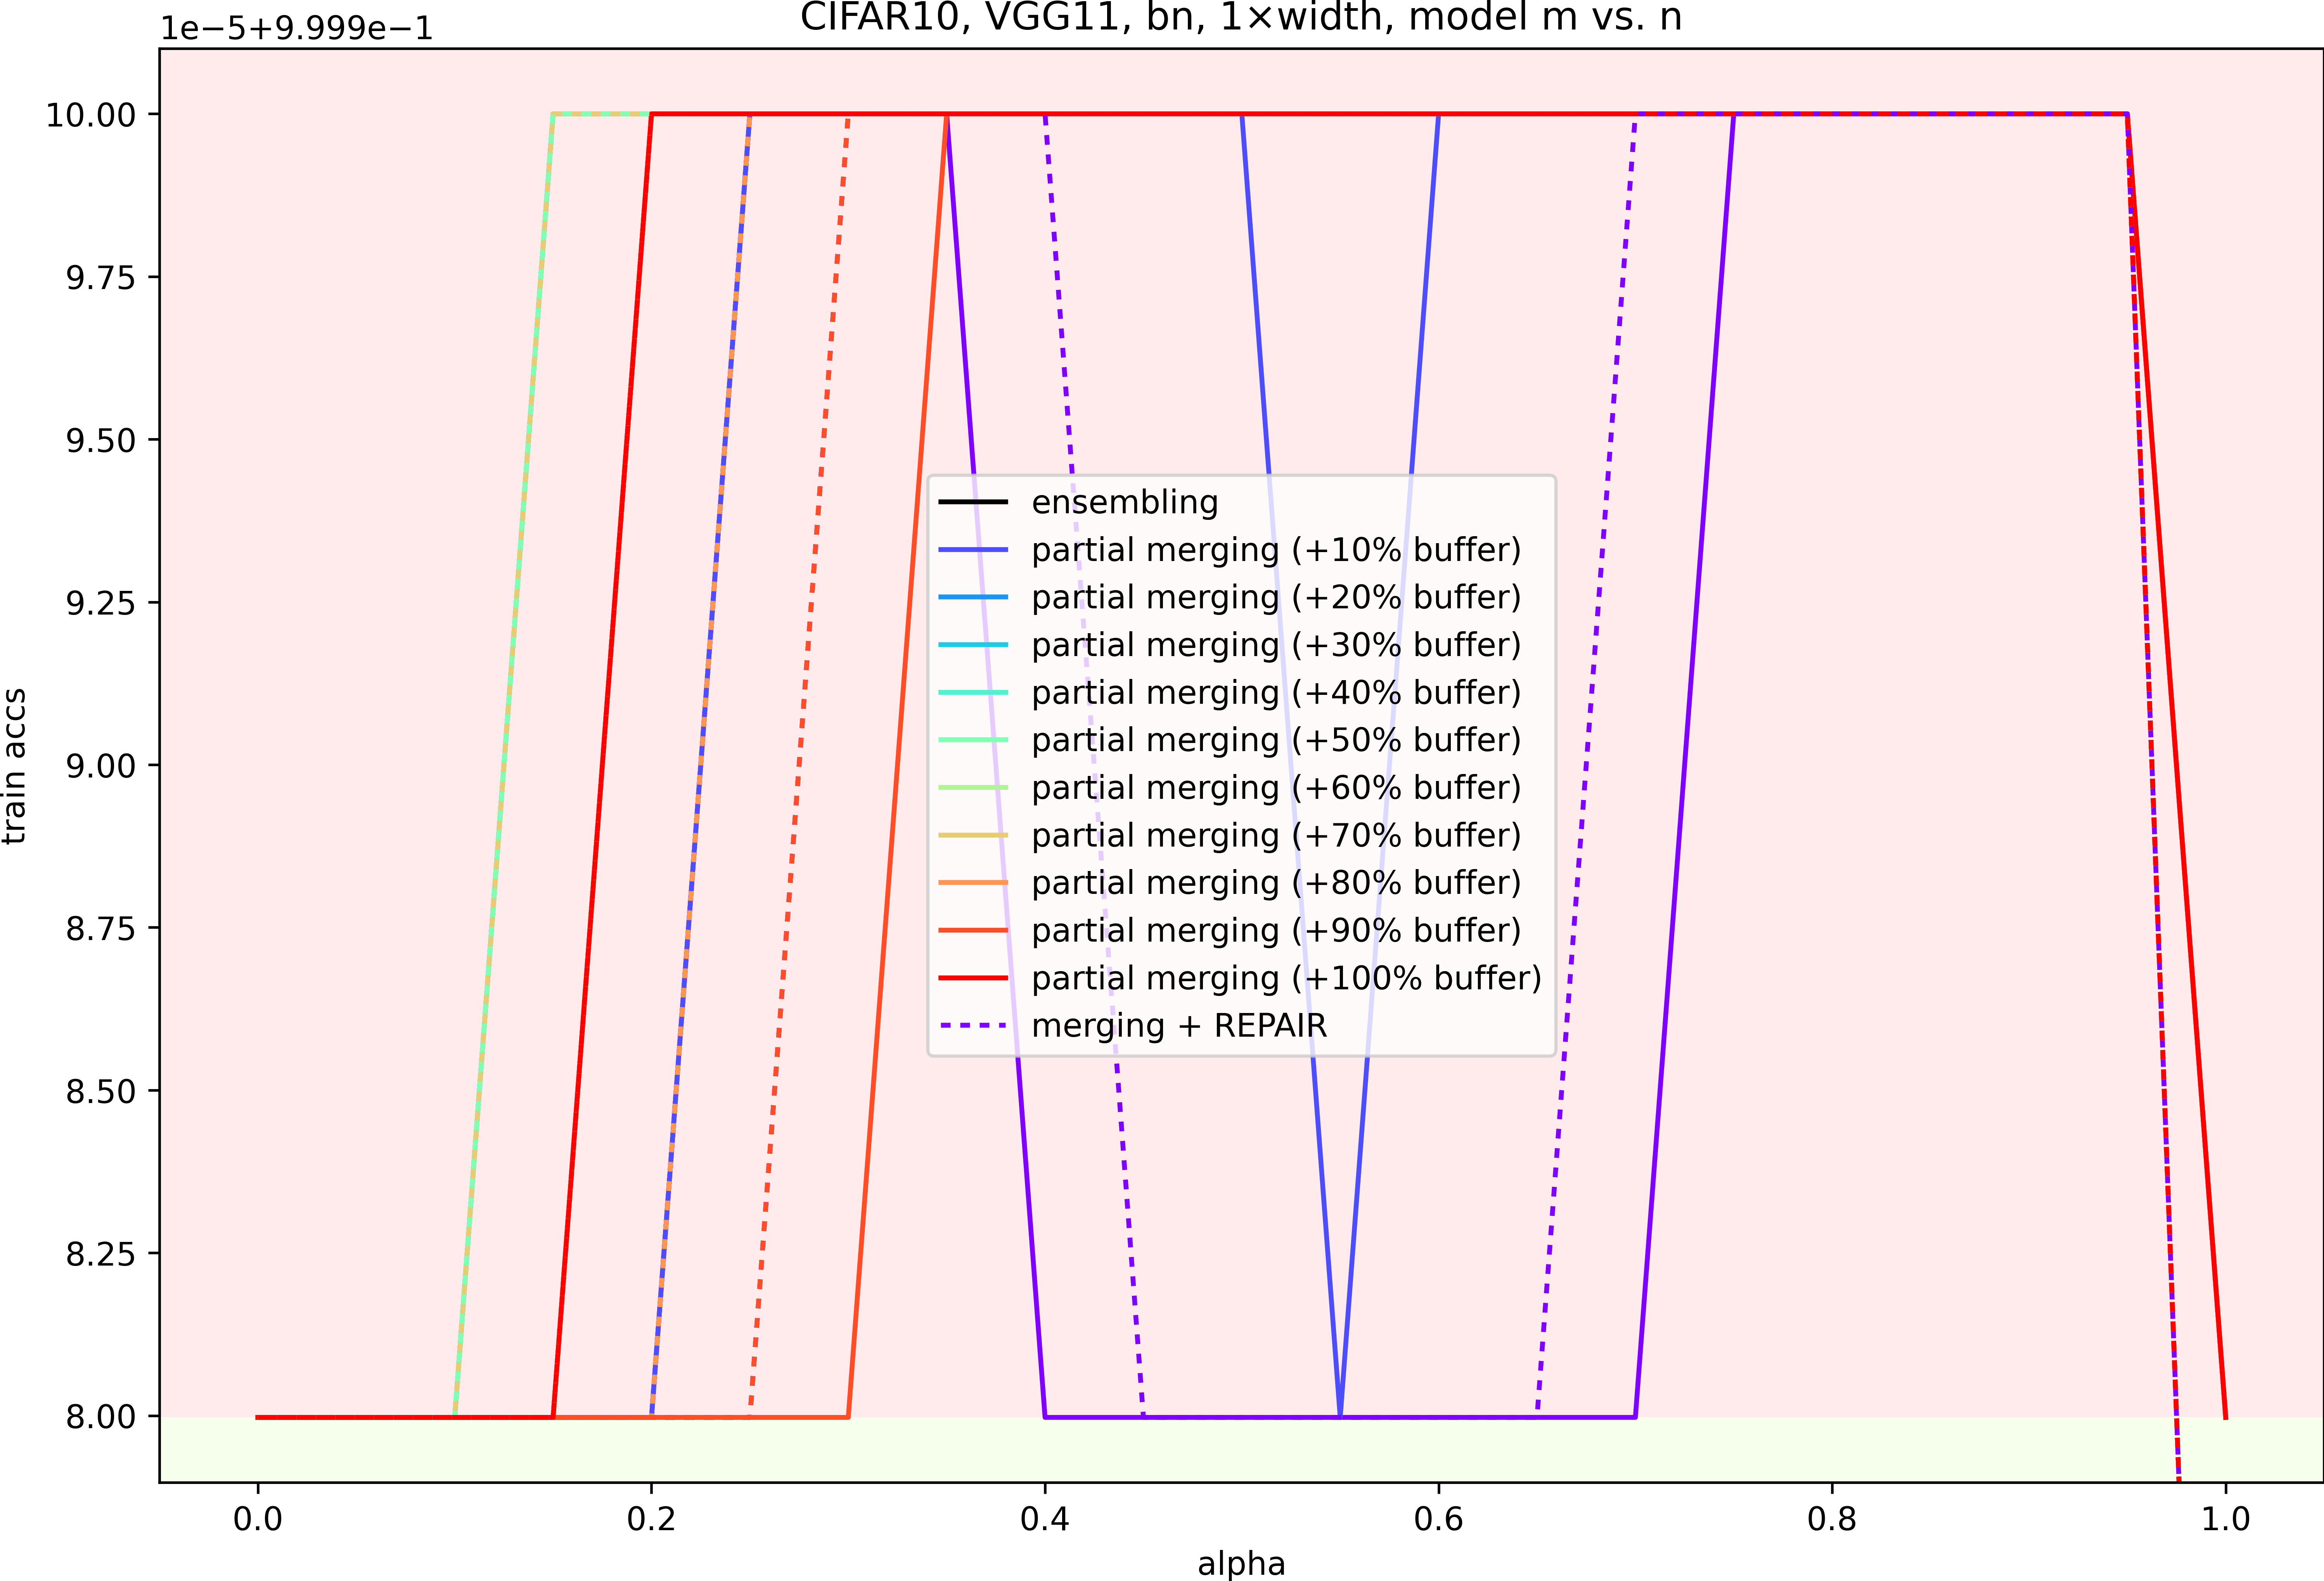 CIFAR10, VGG11, bn, 1×width, model m vs. n
1e−5+9.999e−1
10.00
9.75
9.50
9.25
9.00
8.75
8.50
8.25
8.00
train accs
ensembling
partial merging (+10% buffer)
partial merging (+20% buffer)
partial merging (+30% buffer)
partial merging (+40% buffer)
partial merging (+50% buffer)
partial merging (+60% buffer)
partial merging (+70% buffer)
partial merging (+80% buffer)
partial merging (+90% buffer)
partial merging (+100% buffer)
merging + REPAIR
0.0 0.2 0.4 0.6 0.8 1.0
alpha